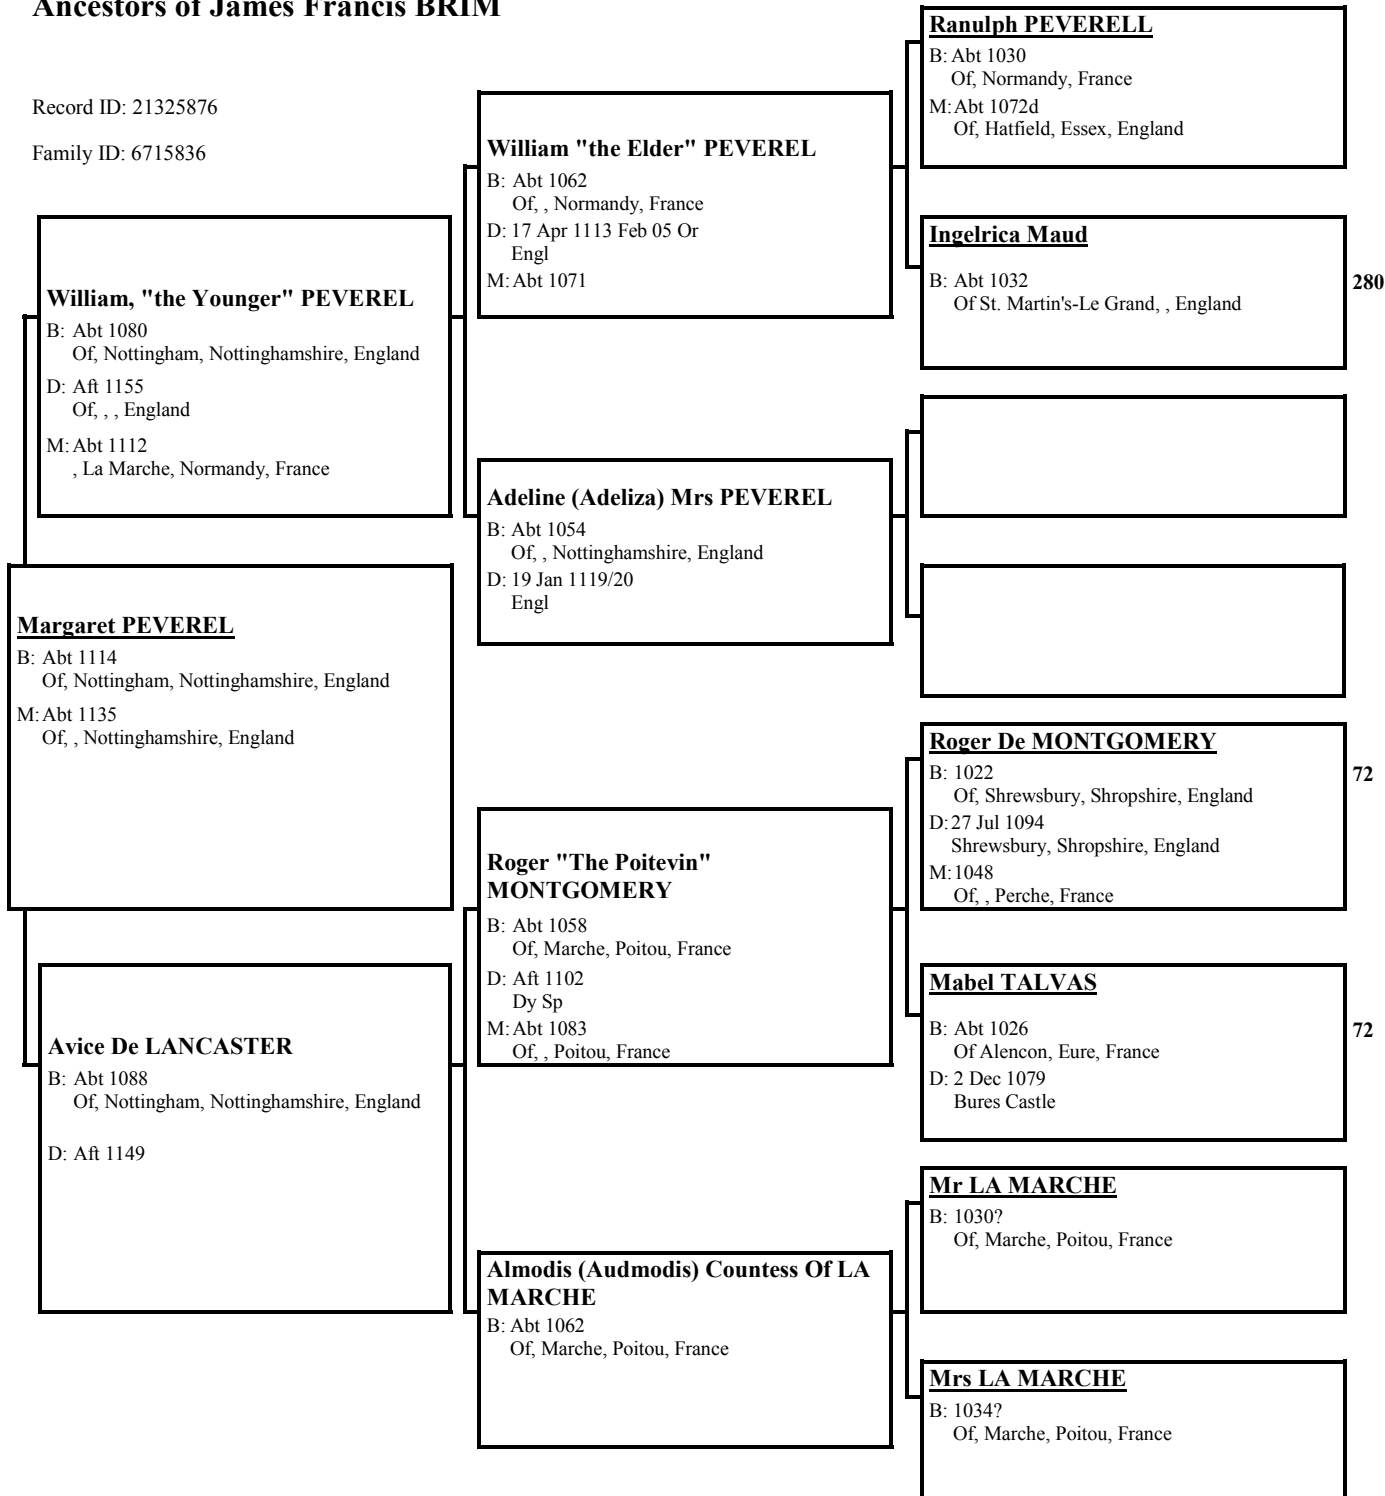 Ancestors of James Francis BRIM
Record ID: 21325876
Family ID: 6715836
Ranulph PEVERELL
B: Abt 1030
Of, Normandy, France
M: Abt 1072d
Of, Hatfield, Essex, England
William "the Elder" PEVEREL
B: Abt 1062
Of, , Normandy, France
D: 17 Apr 1113 Feb 05 Or
Engl
M: Abt 1071
Ingelrica Maud
B: Abt 1032
Of St. Martin's-Le Grand, , England
280
William, "the Younger" PEVEREL
B: Abt 1080
Of, Nottingham, Nottinghamshire, England
D: Aft 1155
Of, , , England
M: Abt 1112
, La Marche, Normandy, France
Adeline (Adeliza) Mrs PEVEREL
B: Abt 1054
Of, , Nottinghamshire, England
D: 19 Jan 1119/20
Engl
Margaret PEVEREL
B: Abt 1114
Of, Nottingham, Nottinghamshire, England
M: Abt 1135
Of, , Nottinghamshire, England
Roger De MONTGOMERY
B: 1022
Of, Shrewsbury, Shropshire, England
D: 27 Jul 1094
Shrewsbury, Shropshire, England
M: 1048
Of, , Perche, France
72
Roger "The Poitevin"
MONTGOMERY
B: Abt 1058
Of, Marche, Poitou, France
D: Aft 1102
Dy Sp
M: Abt 1083
Of, , Poitou, France
Mabel TALVAS
B: Abt 1026
Of Alencon, Eure, France
D: 2 Dec 1079
Bures Castle
72
Avice De LANCASTER
B: Abt 1088
Of, Nottingham, Nottinghamshire, England
D: Aft 1149
Mr LA MARCHE
B: 1030?
Of, Marche, Poitou, France
Almodis (Audmodis) Countess Of LA
MARCHE
B: Abt 1062
Of, Marche, Poitou, France
Mrs LA MARCHE
B: 1034?
Of, Marche, Poitou, France